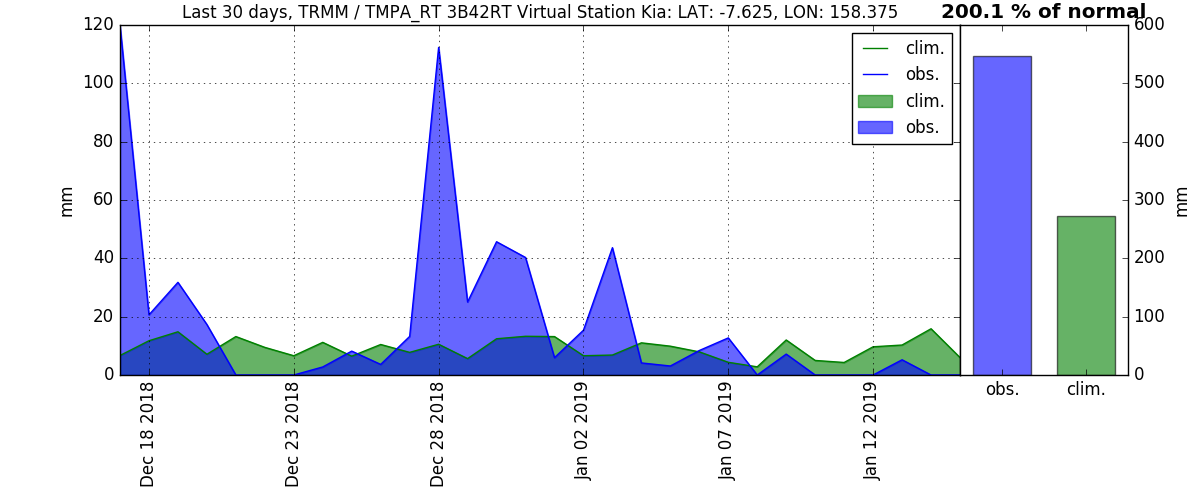 Last 30 days, TRMM / TMPA_RT 3B42RT Virtual Station Kia: LAT: -7.625, LON: 158.375
200.1 % of normal
120
100
80
60
40
20
0
mm
clim.
obs.
clim.
obs.
600
500
400
300
200
100
0
mm
Dec 18 2018
Dec 23 2018
Dec 28 2018
Jan 02 2019
Jan 07 2019
Jan 12 2019
obs.
clim.